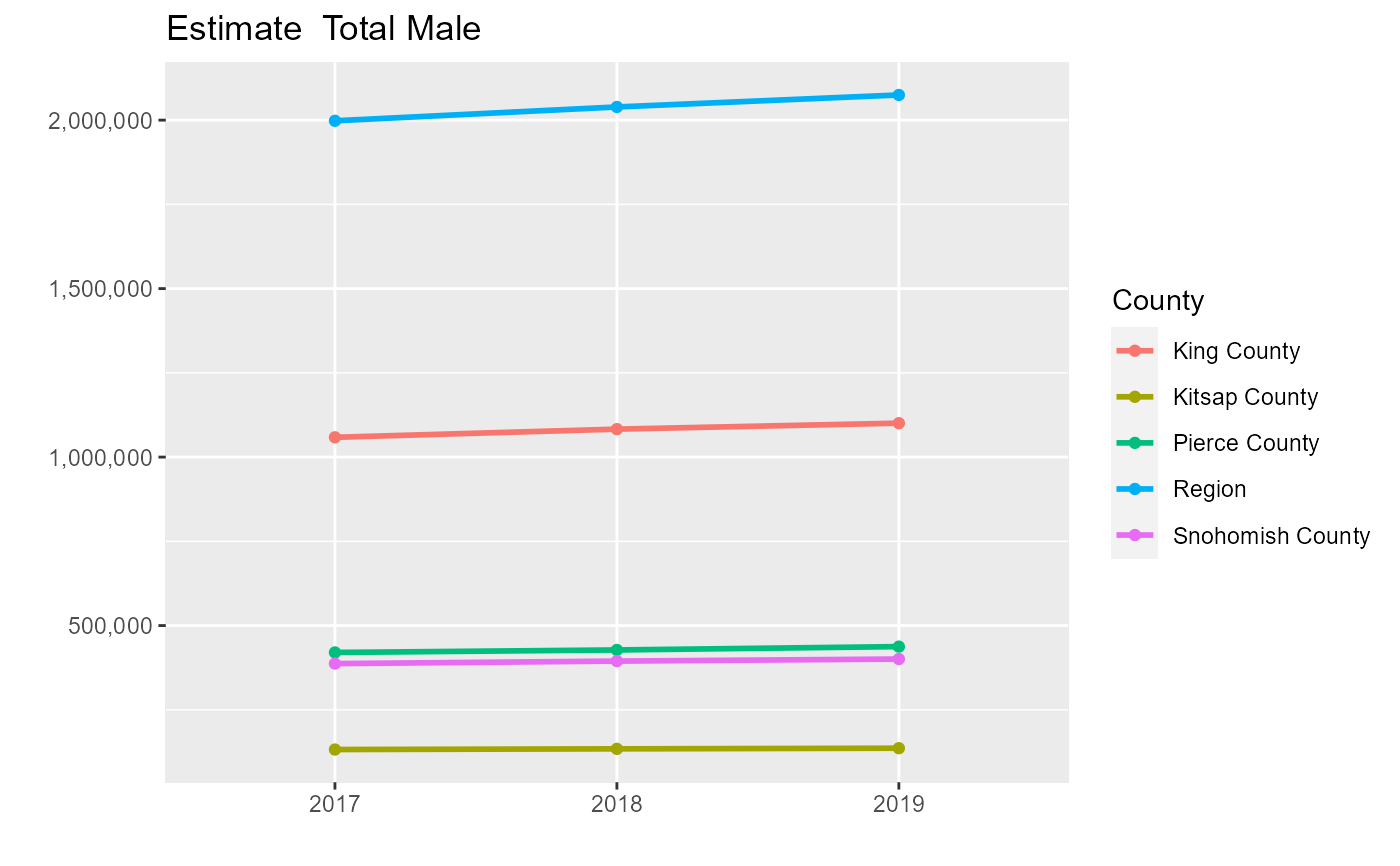 Estimate  Total Male
2,000,000
1,500,000
1,000,000
500,000
2017
2018
2019
County
King County
Kitsap County
Pierce County
Region
Snohomish County